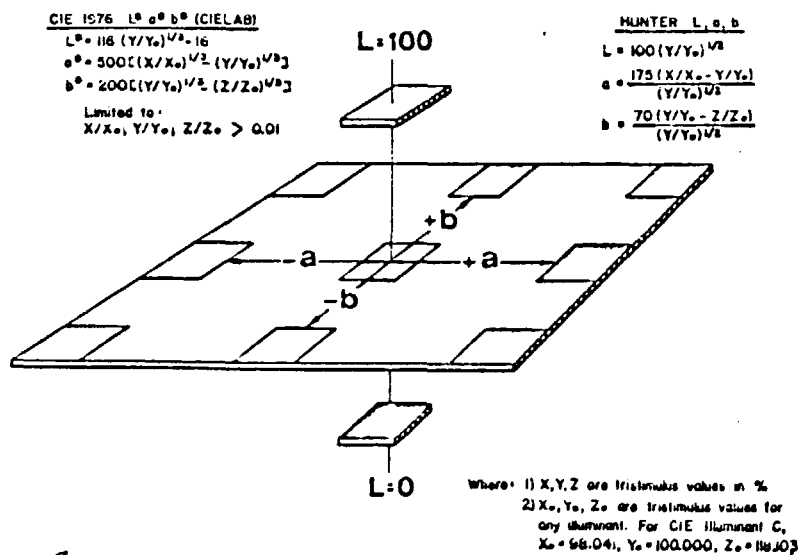 CIE 1976 L* a* b* (CIELAB)
L* = 116 (Y/Y₀)^1/3 - 16
a* = 500[(X/X₀)^1/3 - (Y/Y₀)^1/3]
b* = 200[(Y/Y₀)^1/3 - (Z/Z₀)^1/3]
Limited to:
X/X₀, Y/Y₀, Z/Z₀ > 0.01
HUNTER L, a, b
L = 100 (Y/Y₀)^1/2
a = 175 (X/X₀ - Y/Y₀)
(Y/Y₀)^1/2
b = 70 (Y/Y₀ - Z/Z₀)
(Y/Y₀)^1/2
L=100
+b
-a
+a
-b
L=0
Where: 1) X, Y, Z are tristimulus values in %
2) X₀, Y₀, Z₀ are tristimulus values for
any illuminant. For CIE Illuminant C,
X₀ = 98.041, Y₀ = 100.000, Z₀ = 118.103